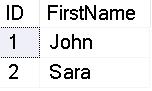 ID FirstName
1 John
2 Sara